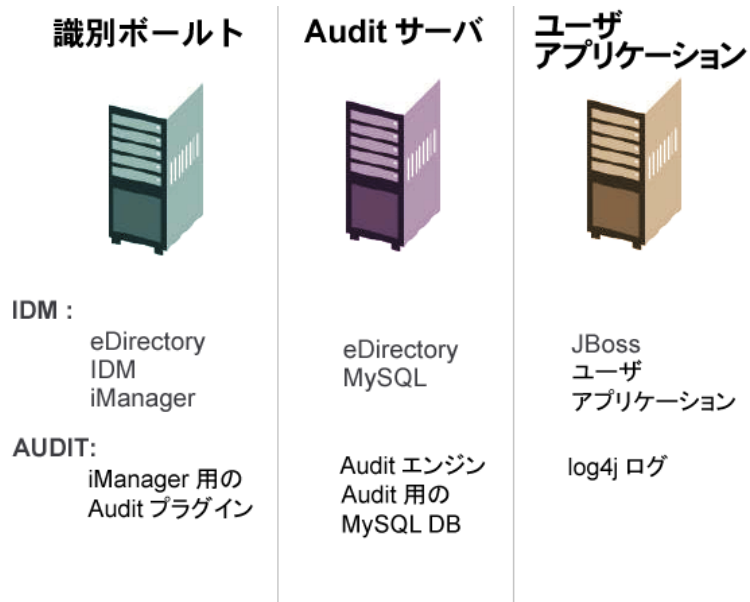 識別ボールト
Audit サーバ
ユーザ
アプリケーション
IDM :
eDirectory
IDM
iManager
eDirectory
MySQL
JBoss
ユーザ
アプリケーション
AUDIT:
iManager 用の
Audit プラグイン
Audit エンジン
Audit 用の
MySQL DB
log4j ログ